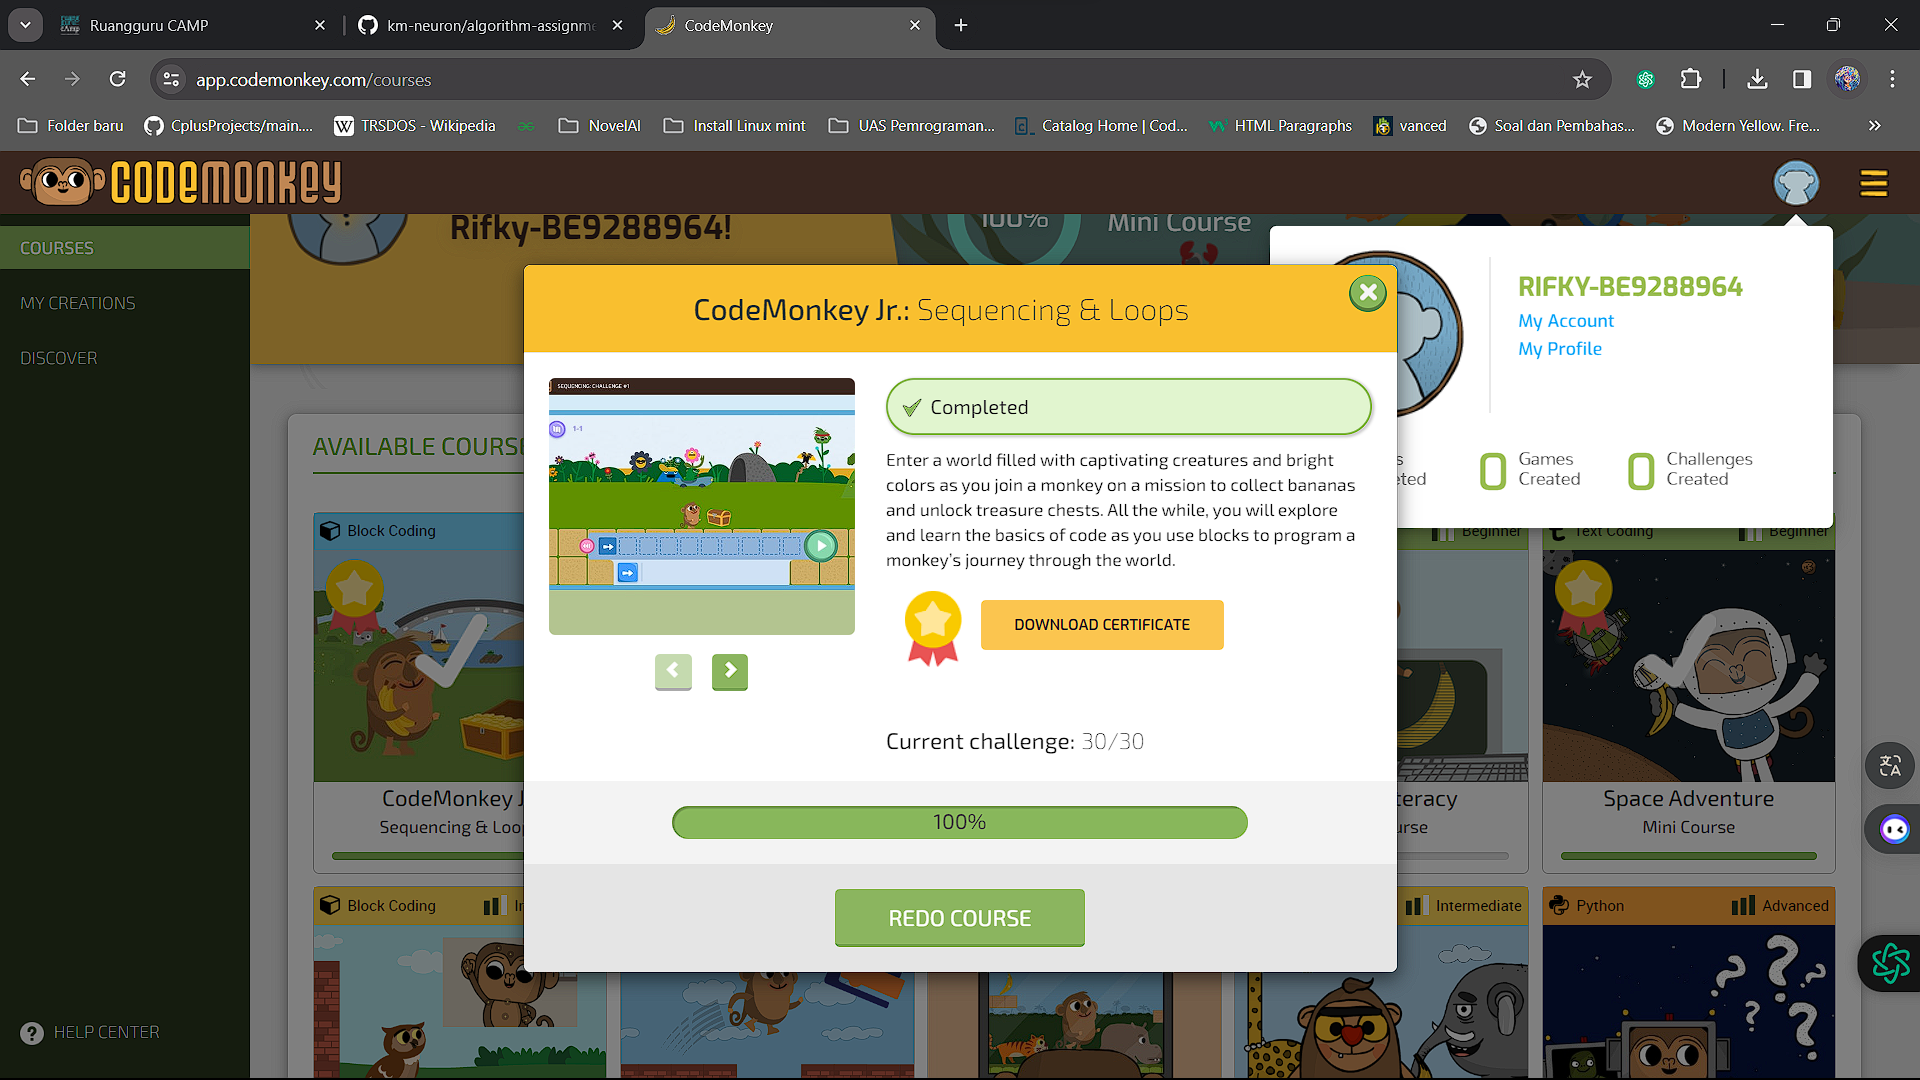 Ruangguru CAMP
km-neuron/algorithm-assignme
CodeMonkey
app.codemonkey.com/courses
Folder baru
CplusProjects/main....
TRSDOS - Wikipedia
NovelAI
Install Linux mint
UAS Pemrograman...
Catalog Home | Cod...
HTML Paragraphs
vanced
Soal dan Pembahas...
Modern Yellow. Fre...
CODEMONKEY
COURSES
MY CREATIONS
DISCOVER
HELP CENTER
Rifky-BE9288964!
100%
Mini Course
RIFKY-BE9288964
My Account
My Profile
0 Games Created
0 Challenges Created
AVAILABLE COURS
CodeMonkey Jr.: Sequencing & Loops
SEQUENCING: CHALLENGE #1
1-1
Completed
Enter a world filled with captivating creatures and bright
colors as you join a monkey on a mission to collect bananas
and unlock treasure chests. All the while, you will explore
and learn the basics of code as you use blocks to program a
monkey's journey through the world.
DOWNLOAD CERTIFICATE
Current challenge: 30/30
100%
REDO COURSE
Block Coding
Beginner
Text Coding
Beginner
CodeMonkey J
Sequencing & Loo
teracy
urse
Space Adventure
Mini Course
Block Coding
In
Intermediate
Python
Advanced